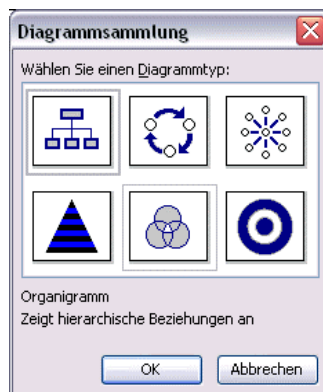 Diagrammsammlung
Wählen Sie einen Diagrammtyp:
Organigramm
Zeigt hierarchische Beziehungen an
OK
Abbrechen